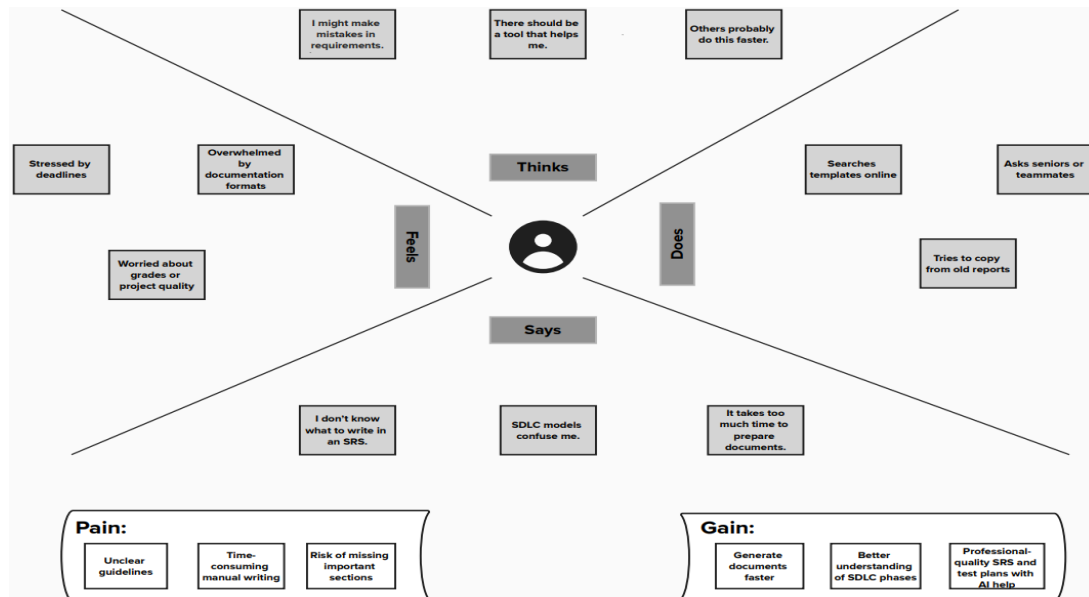 I might make
mistakes in
requirements.
There should be
a tool that helps
me.
Others probably
do this faster.
Thinks
Stressed by
deadlines
Overwhelmed
by
documentation
formats
Worried about
grades or
project quality
Feels
Searches
templates online
Asks seniors or
teammates
Tries to copy
from old reports
Does
Says
I don't know
what to write in
an SRS.
SDLC models
confuse me.
It takes too
much time to
prepare
documents.
Pain:
Unclear
guidelines
Time-
consuming
manual writing
Risk of missing
important
sections
Gain:
Generate
documents
faster
Better
understanding
of SDLC phases
Professional-
quality SRS and
test plans with
AI help